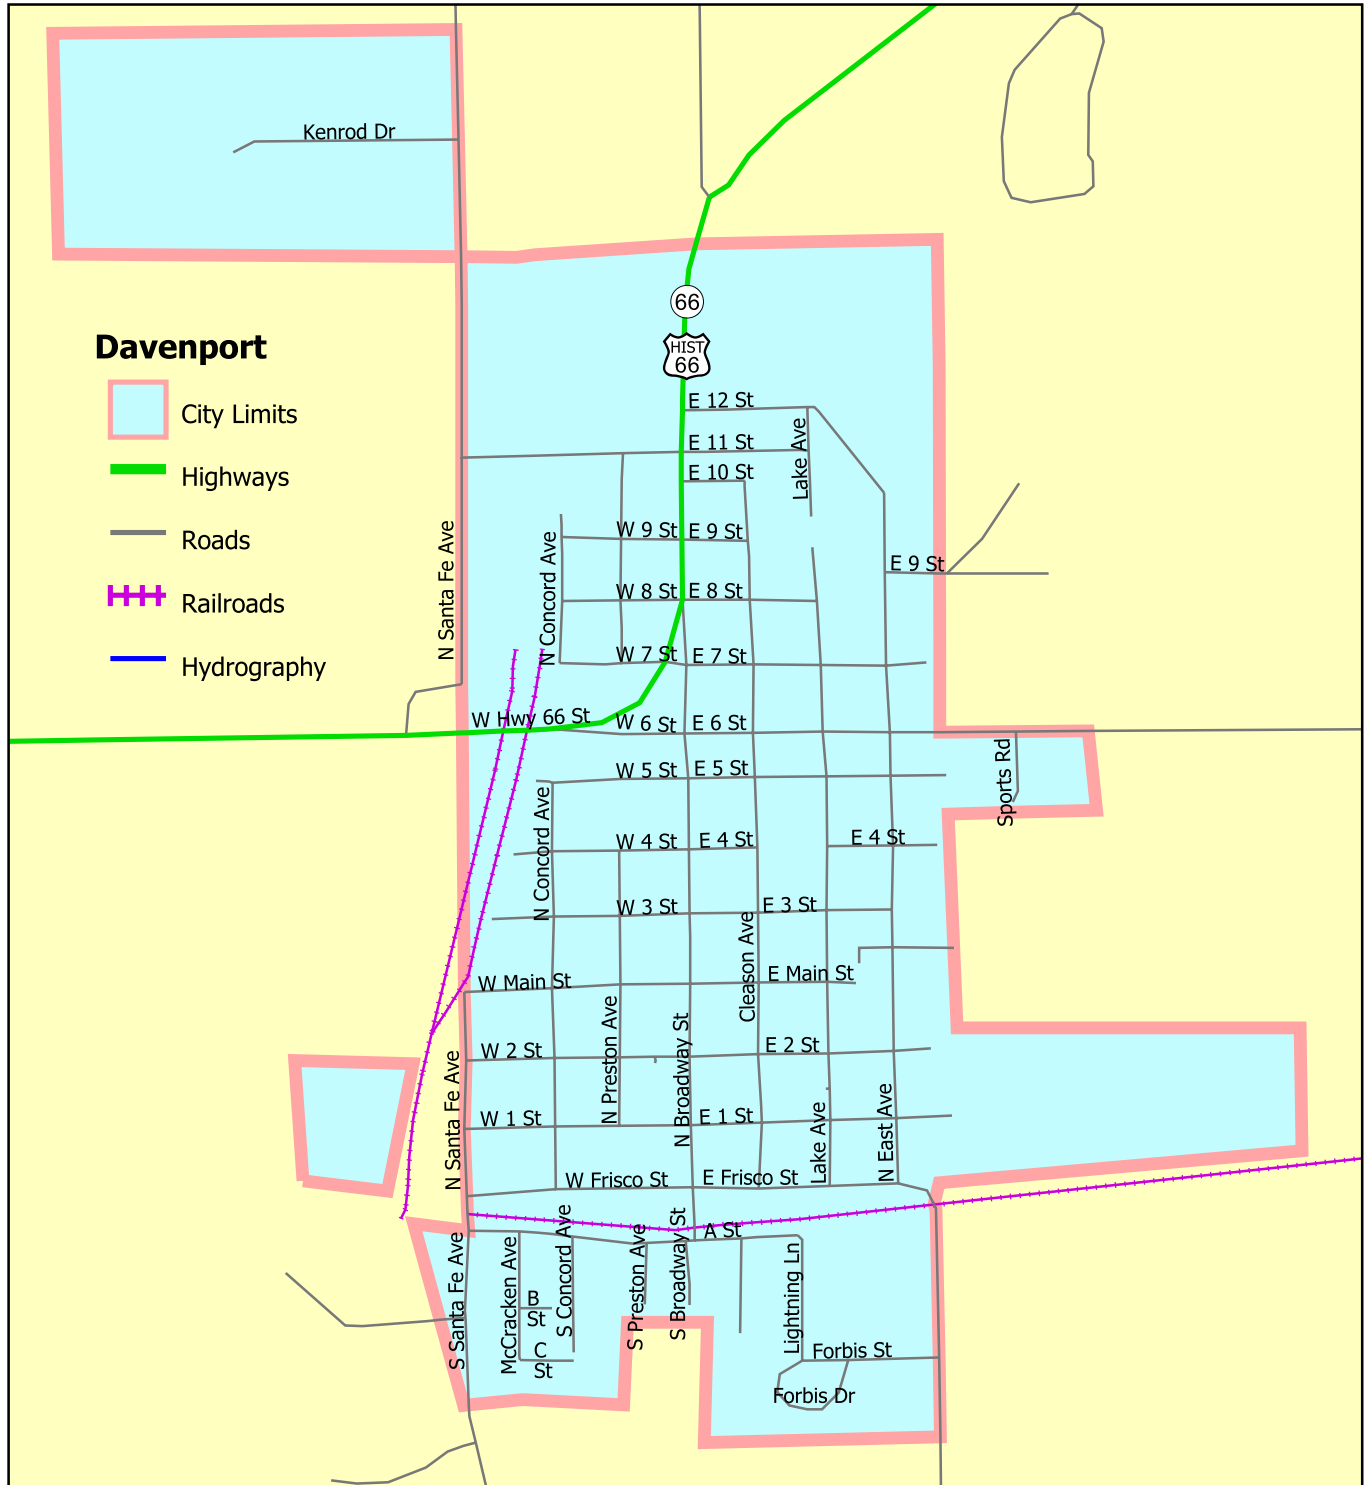 Kenrod Dr
66
HIST
66
Davenport
City Limits
Highways
Roads
Railroads
Hydrography
E 12 St
Lake Ave
E 11 St
E 10 St
N Santa Fe Ave
N Concord Ave
W 9 St
E 9 St
E 9 St
W 8 St
E 8 St
W 7 St
E 7 St
W Hwy 66 St
W 6 St
E 6 St
Sports Rd
W 5 St
E 5 St
N Concord Ave
W 4 St
E 4 St
E 4 St
W 3 St
E 3 St
Cleason Ave
W Main St
E Main St
N Preston Ave
N Broadway St
W 2 St
E 2 St
N Santa Fe Ave
Lake Ave
N East Ave
W 1 St
E 1 St
W Frisco St
E Frisco St
S Santa Fe Ave
McCracken Ave
S Concord Ave
S Preston Ave
S Broadway St
A St
Lightning Ln
B
St
C
St
Forbis St
Forbis Dr